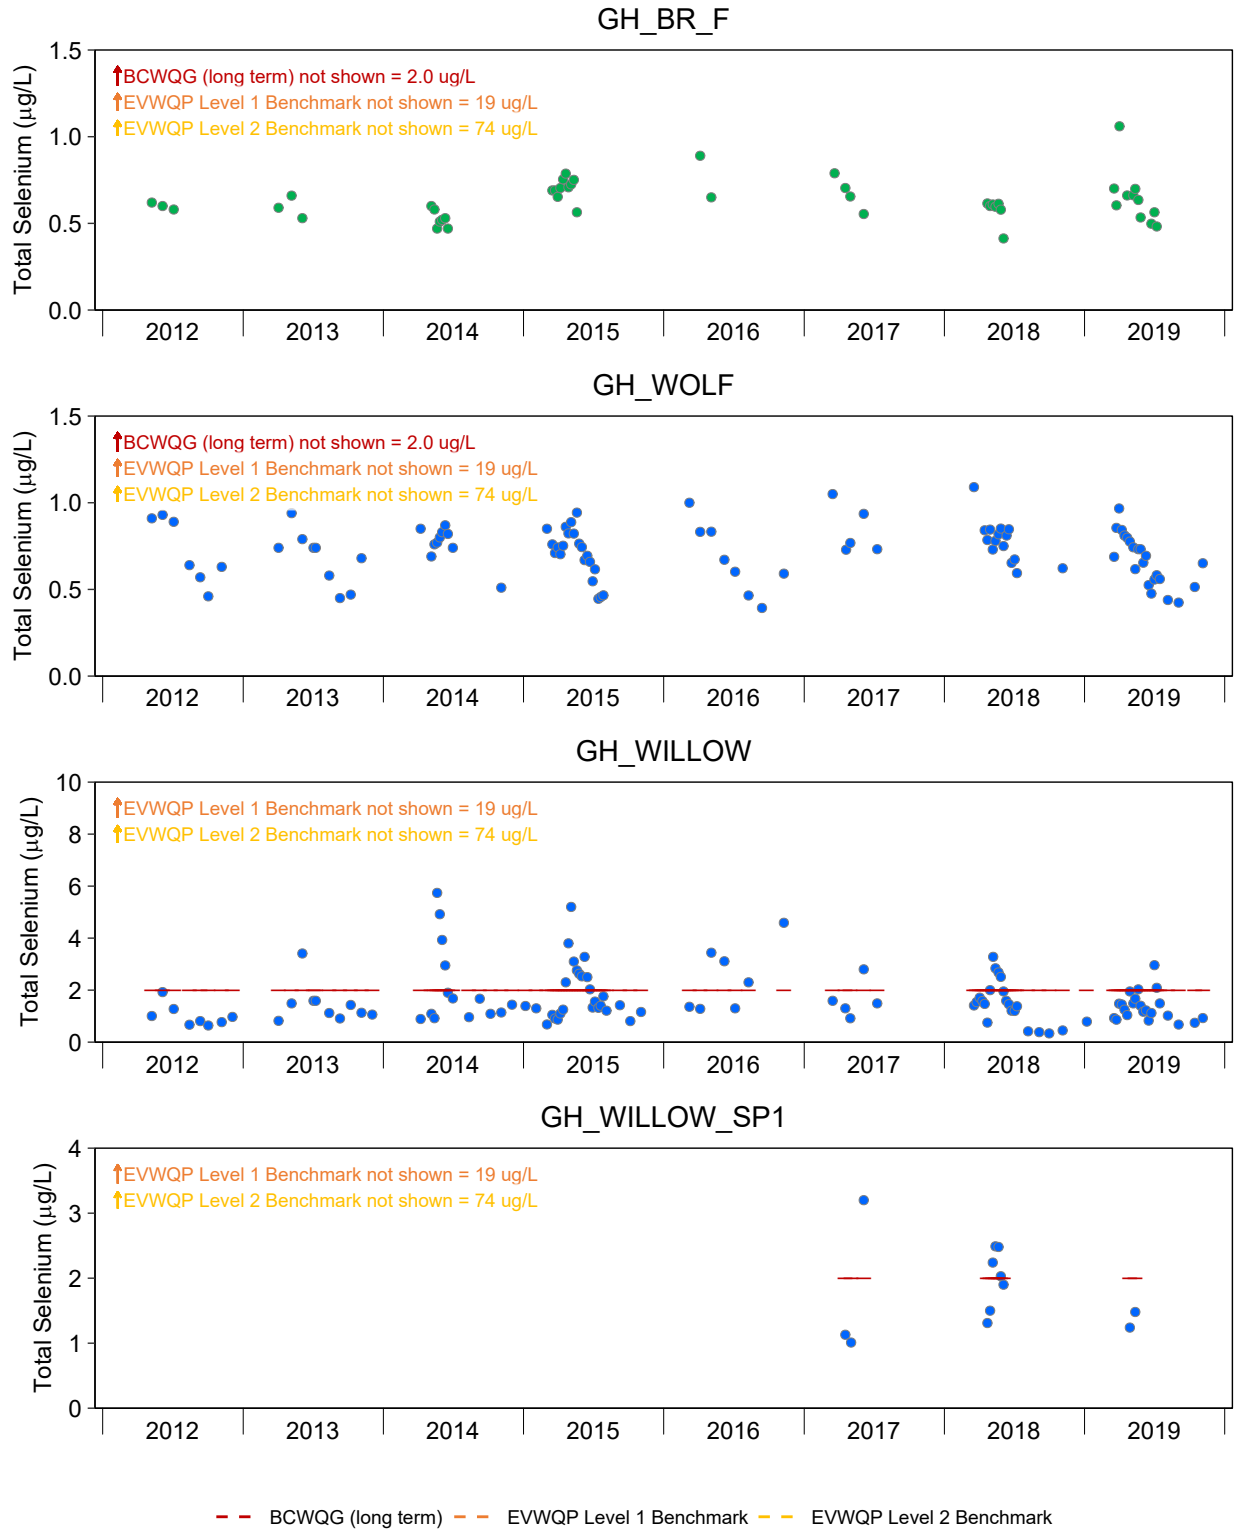 GH_BR_F
Total Selenium (µg/L)
1.5
1.0
0.5
0.0
BCWQG (long term) not shown = 2.0 ug/L
EVWQP Level 1 Benchmark not shown = 19 ug/L
EVWQP Level 2 Benchmark not shown = 74 ug/L
2012 2013 2014 2015 2016 2017 2018 2019
GH_WOLF
Total Selenium (µg/L)
1.5
1.0
0.5
0.0
BCWQG (long term) not shown = 2.0 ug/L
EVWQP Level 1 Benchmark not shown = 19 ug/L
EVWQP Level 2 Benchmark not shown = 74 ug/L
2012 2013 2014 2015 2016 2017 2018 2019
GH_WILLOW
Total Selenium (µg/L)
10
8
6
4
2
0
EVWQP Level 1 Benchmark not shown = 19 ug/L
EVWQP Level 2 Benchmark not shown = 74 ug/L
2012 2013 2014 2015 2016 2017 2018 2019
GH_WILLOW_SP1
Total Selenium (µg/L)
4
3
2
1
0
EVWQP Level 1 Benchmark not shown = 19 ug/L
EVWQP Level 2 Benchmark not shown = 74 ug/L
2012 2013 2014 2015 2016 2017 2018 2019
BCWQG (long term) EVWQP Level 1 Benchmark EVWQP Level 2 Benchmark